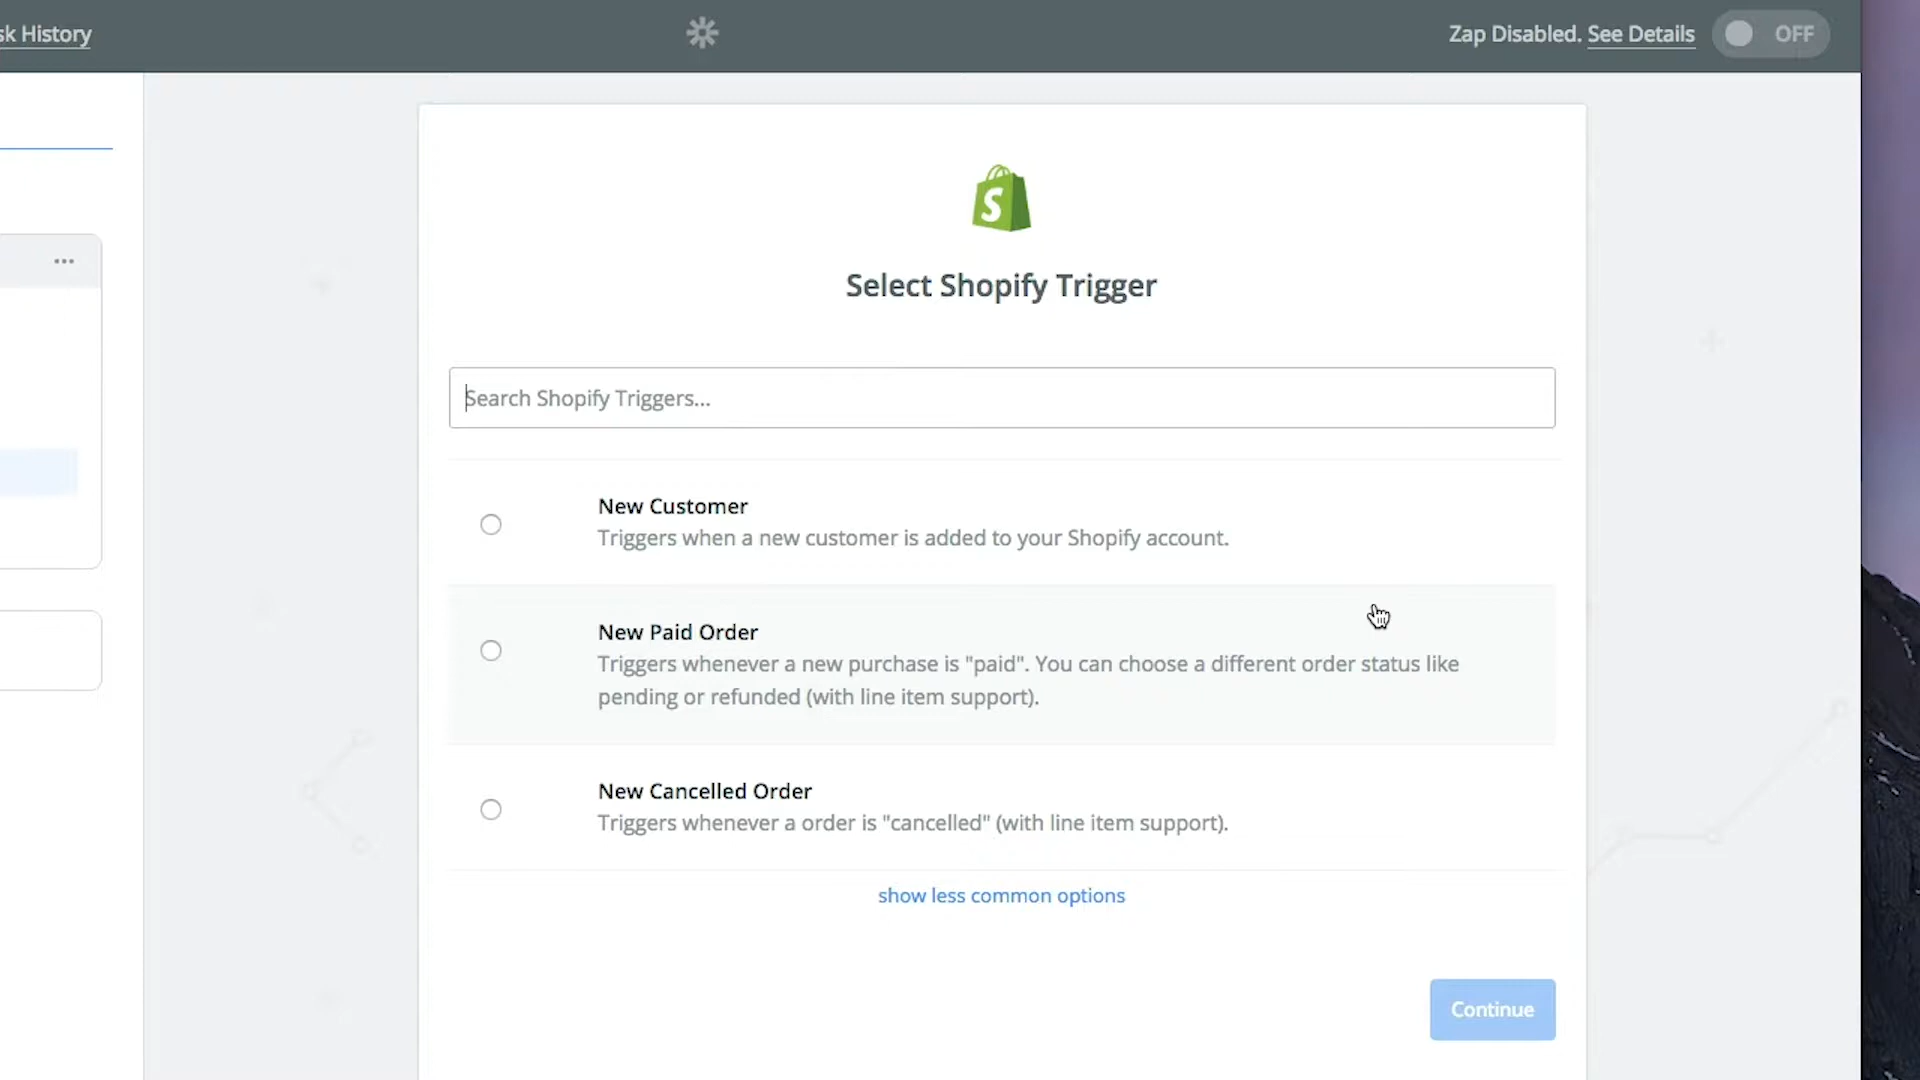 sk History
Zap Disabled. See Details
OFF
Select Shopify Trigger
Search Shopify Triggers...
New Customer
Triggers when a new customer is added to your Shopify account.
New Paid Order
Triggers whenever a new purchase is "paid". You can choose a different order status like
pending or refunded (with line item support).
New Cancelled Order
Triggers whenever a order is "cancelled" (with line item support).
show less common options
Continue